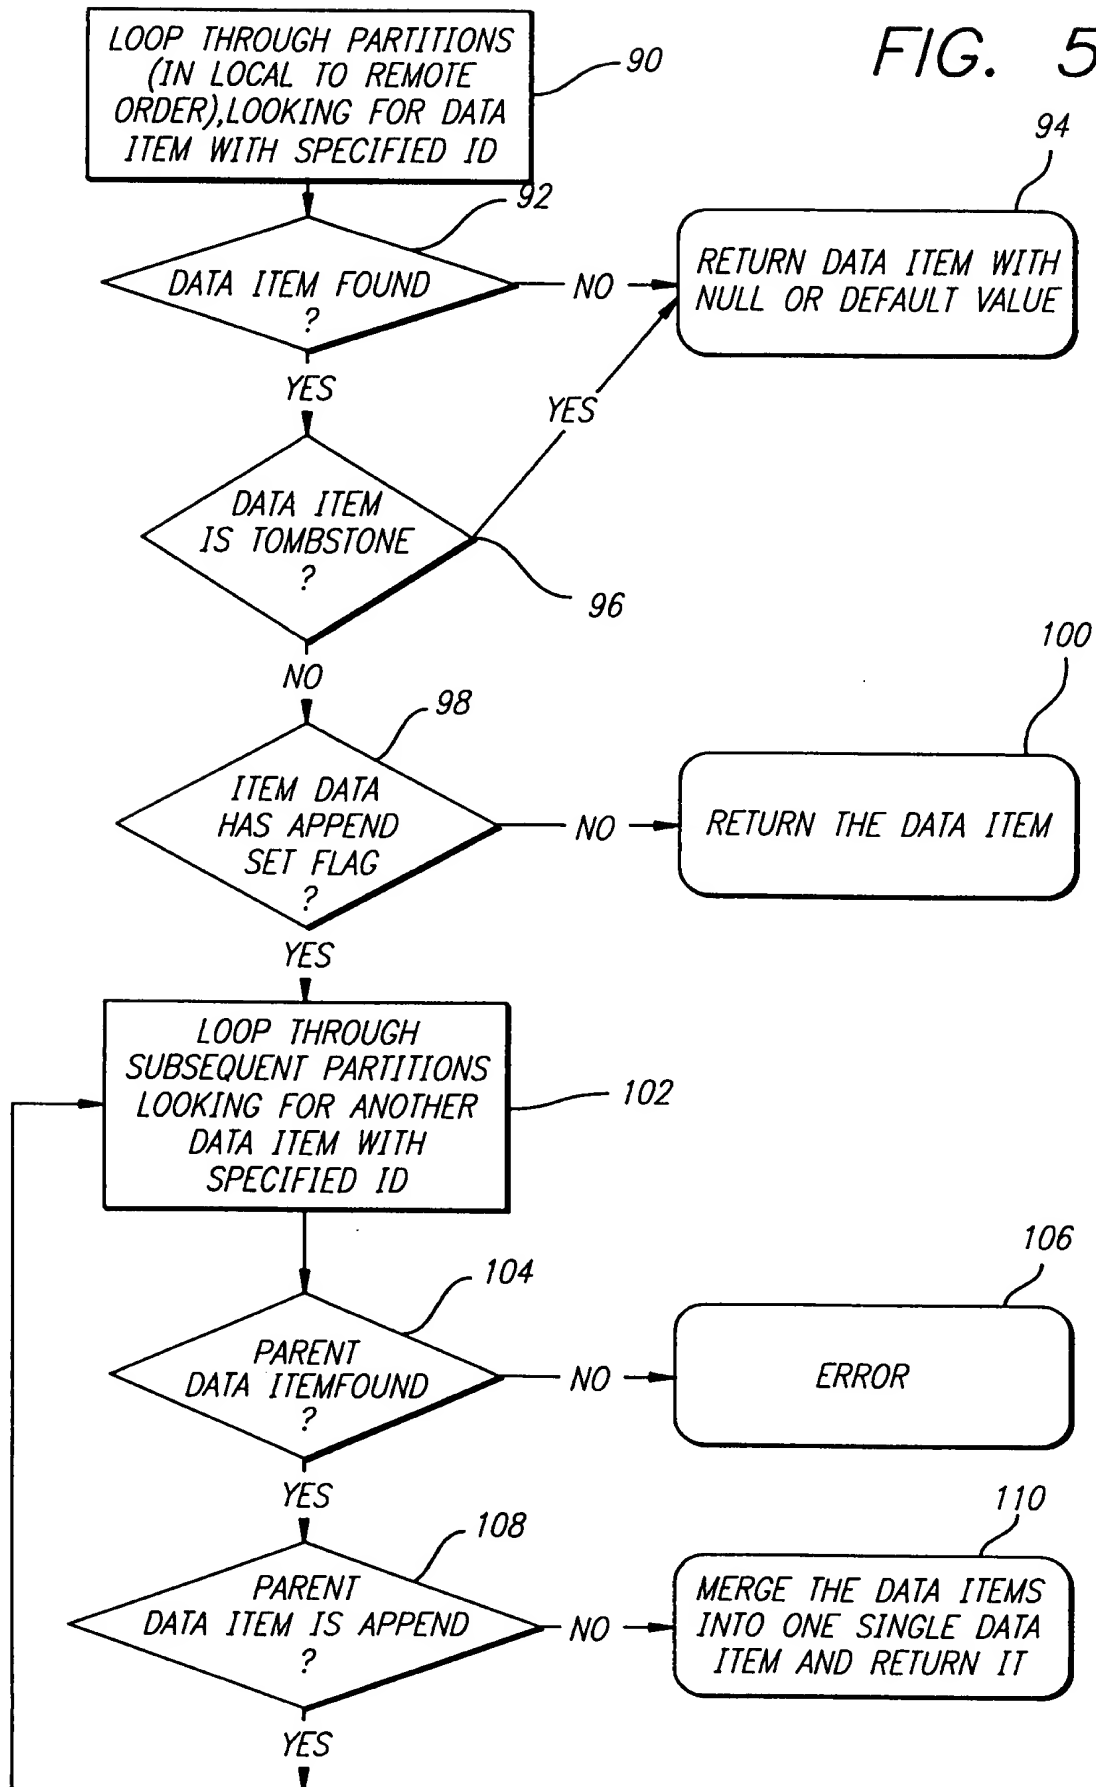 FIG. 5
LOOP THROUGH PARTITIONS
(IN LOCAL TO REMOTE
ORDER),LOOKING FOR DATA
ITEM WITH SPECIFIED ID
90
92
DATA ITEM FOUND
?
NO
94
RETURN DATA ITEM WITH
NULL OR DEFAULT VALUE
YES
YES
DATA ITEM
IS TOMBSTONE
?
96
NO
98
ITEM DATA
HAS APPEND
SET FLAG
?
NO
100
RETURN THE DATA ITEM
YES
LOOP THROUGH
SUBSEQUENT PARTITIONS
LOOKING FOR ANOTHER
DATA ITEM WITH
SPECIFIED ID
102
104
PARENT
DATA ITEMFOUND
?
NO
106
ERROR
YES
108
PARENT
DATA ITEM IS APPEND
?
NO
110
MERGE THE DATA ITEMS
INTO ONE SINGLE DATA
ITEM AND RETURN IT
YES